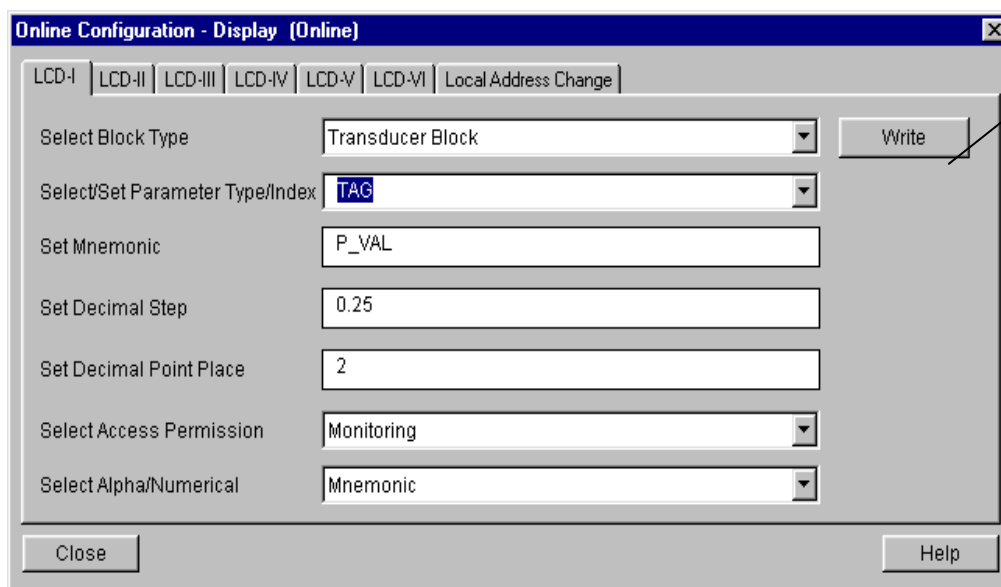 Online Configuration - Display (Online)
LCD-I LCD-II LCD-III LCD-IV LCD-V LCD-VI Local Address Change
Select Block Type Transducer Block Write
Select/Set Parameter Type/Index TAG
Set Mnemonic P_VAL
Set Decimal Step 0.25
Set Decimal Point Place 2
Select Access Permission Monitoring
Select Alpha/Numerical Mnemonic
Close Help